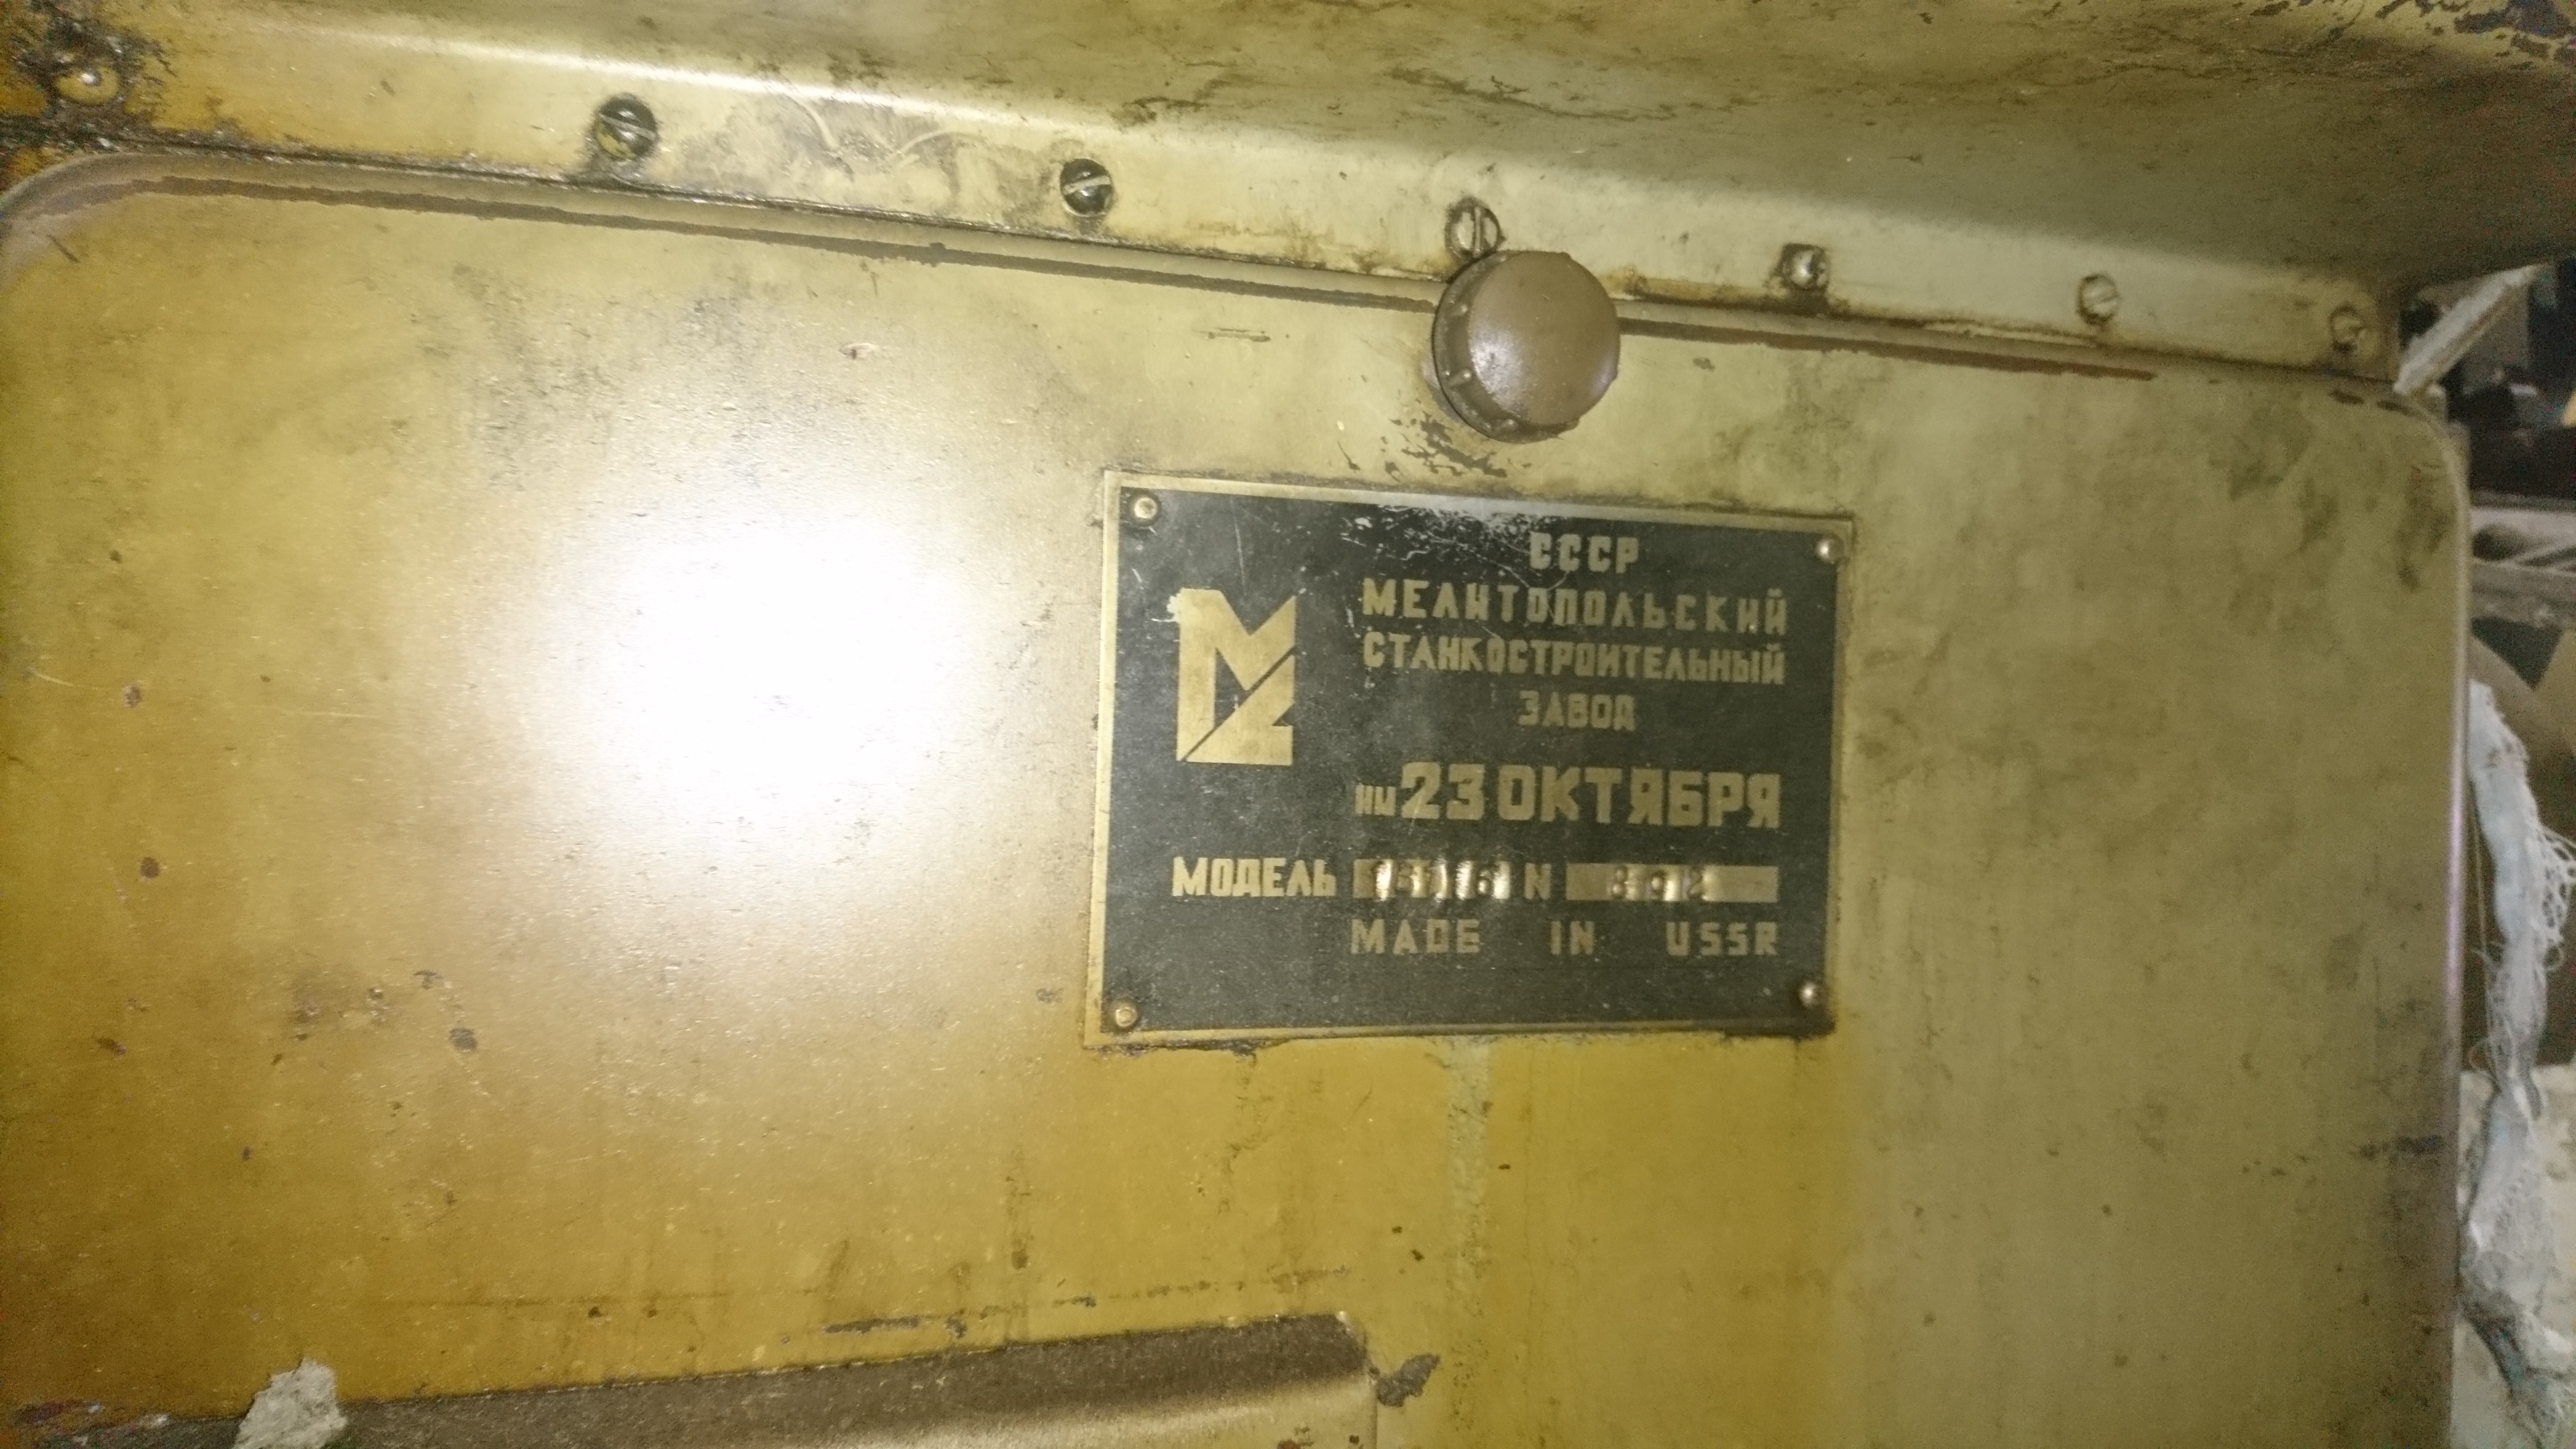 СССР
МЕЛИТОПОЛЬСКИЙ
СТАНКОСТРОИТЕЛЬНЫЙ
ЗАВОД
им 23 ОКТЯБРЯ
МОДЕЛЬ N
MADE IN USSR